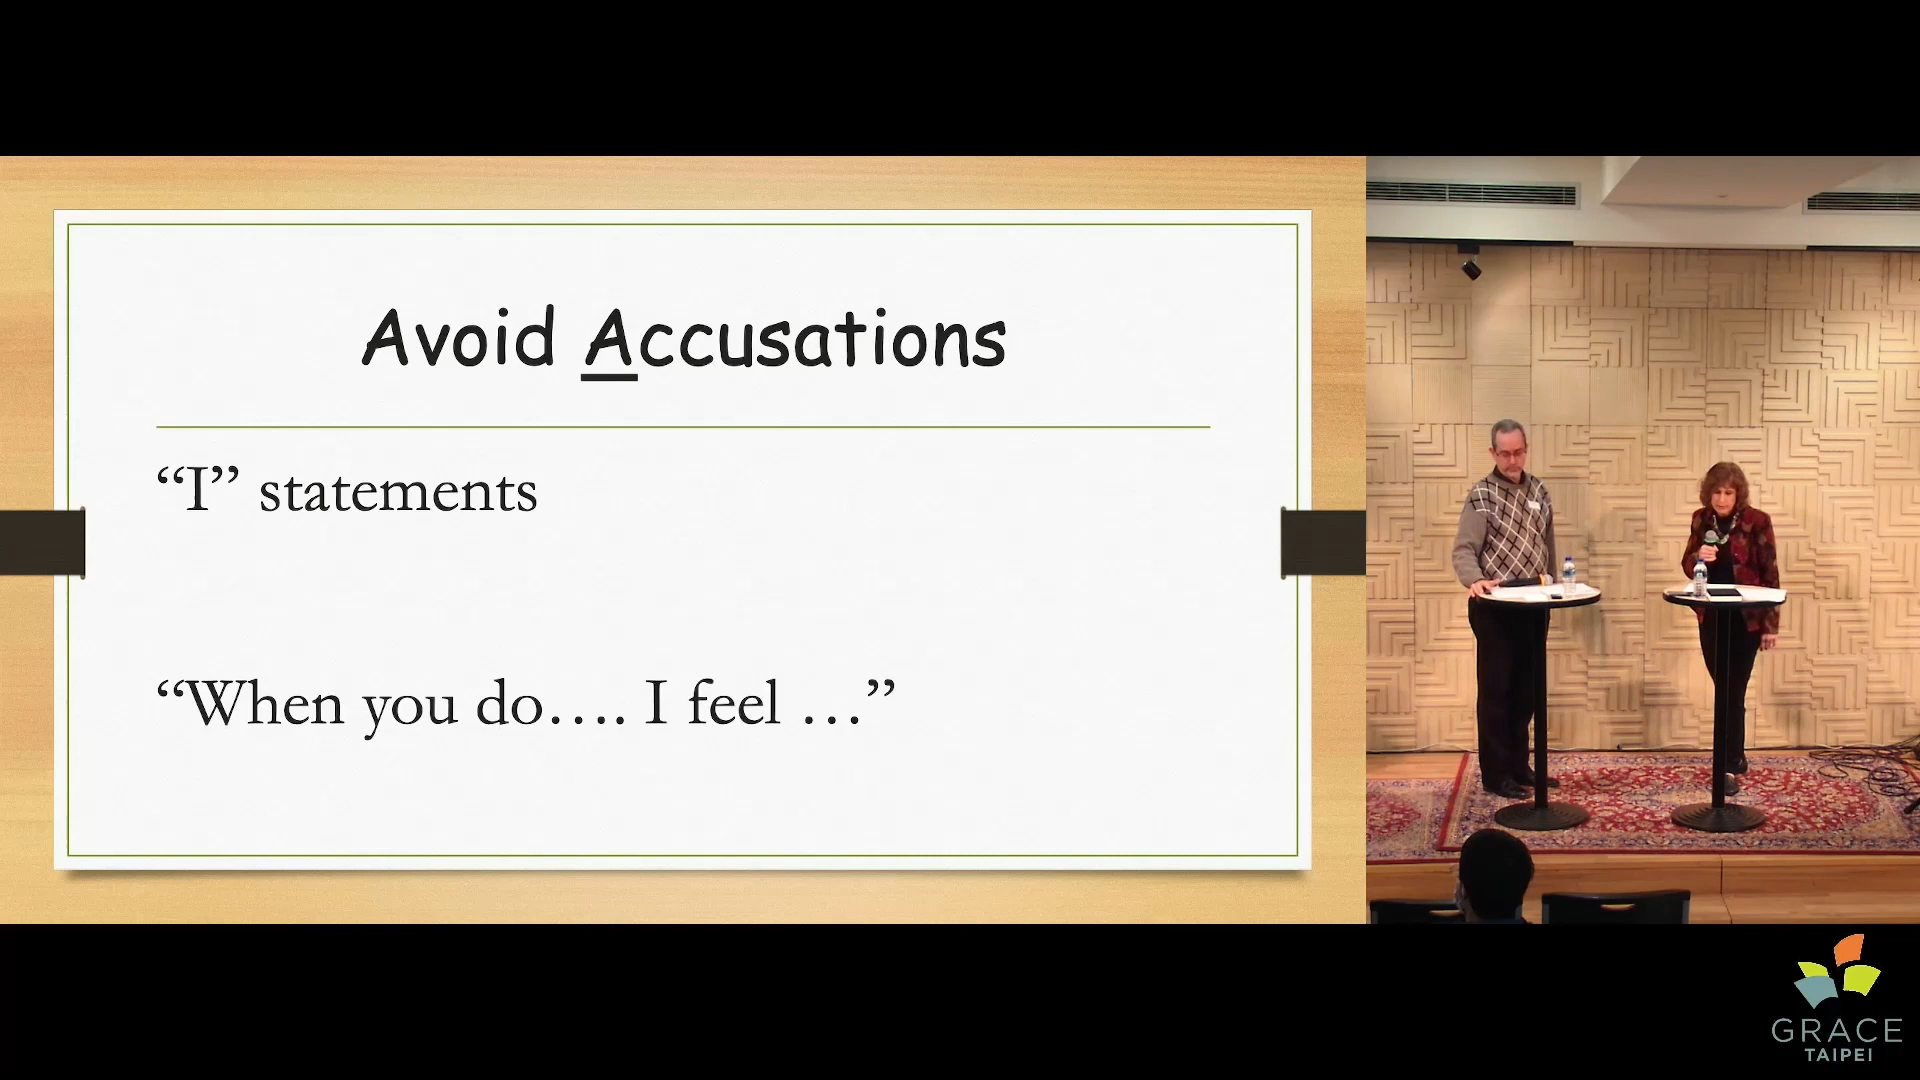 Avoid Accusations
“I” statements
“When you do…. I feel …”
GRACE
TAIPEI